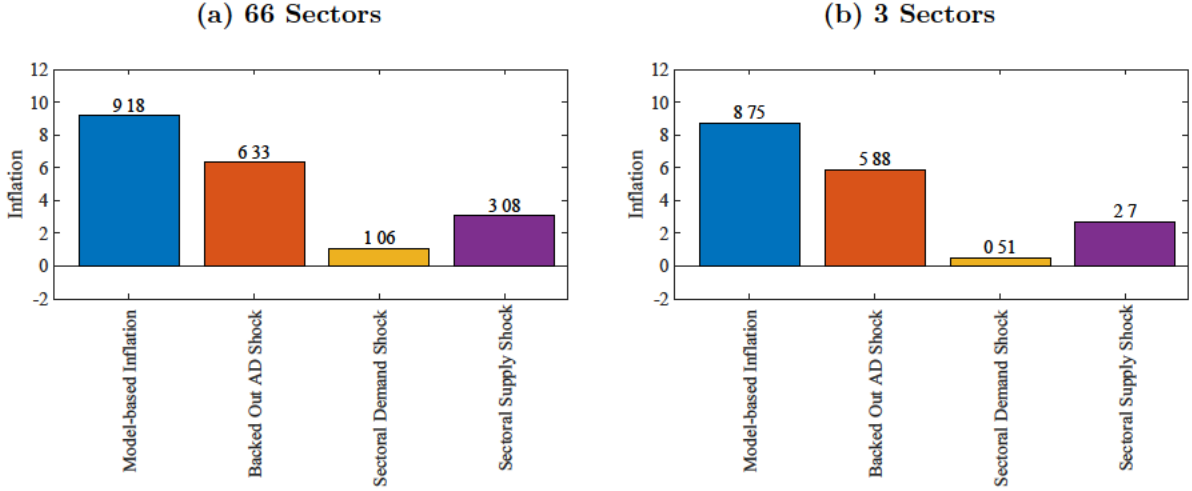 (a) 66 Sectors
12
10
8
6
4
2
0
-2
Inflation
9 18
6 33
1 06
3 08
Model-based Inflation
Backed Out AD Shock
Sectoral Demand Shock
Sectoral Supply Shock
(b) 3 Sectors
12
10
8
6
4
2
0
-2
Inflation
8 75
5 88
0 51
2 7
Model-based Inflation
Backed Out AD Shock
Sectoral Demand Shock
Sectoral Supply Shock